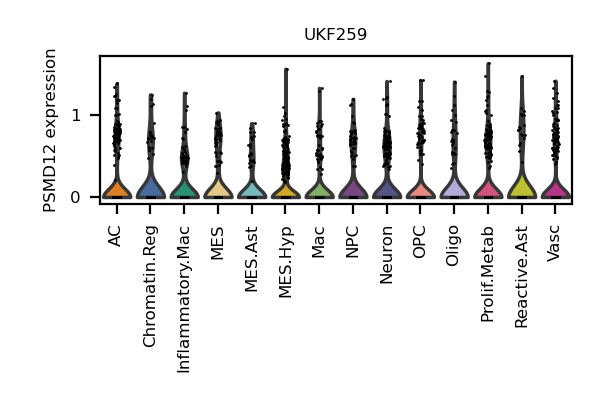 UKF259
PSMD12 expression
1
0
AC
Chromatin.Reg
Inflammatory.Mac
MES
MES.Ast
MES.Hyp
Mac
NPC
Neuron
OPC
Oligo
Prolif.Metab
Reactive.Ast
Vasc